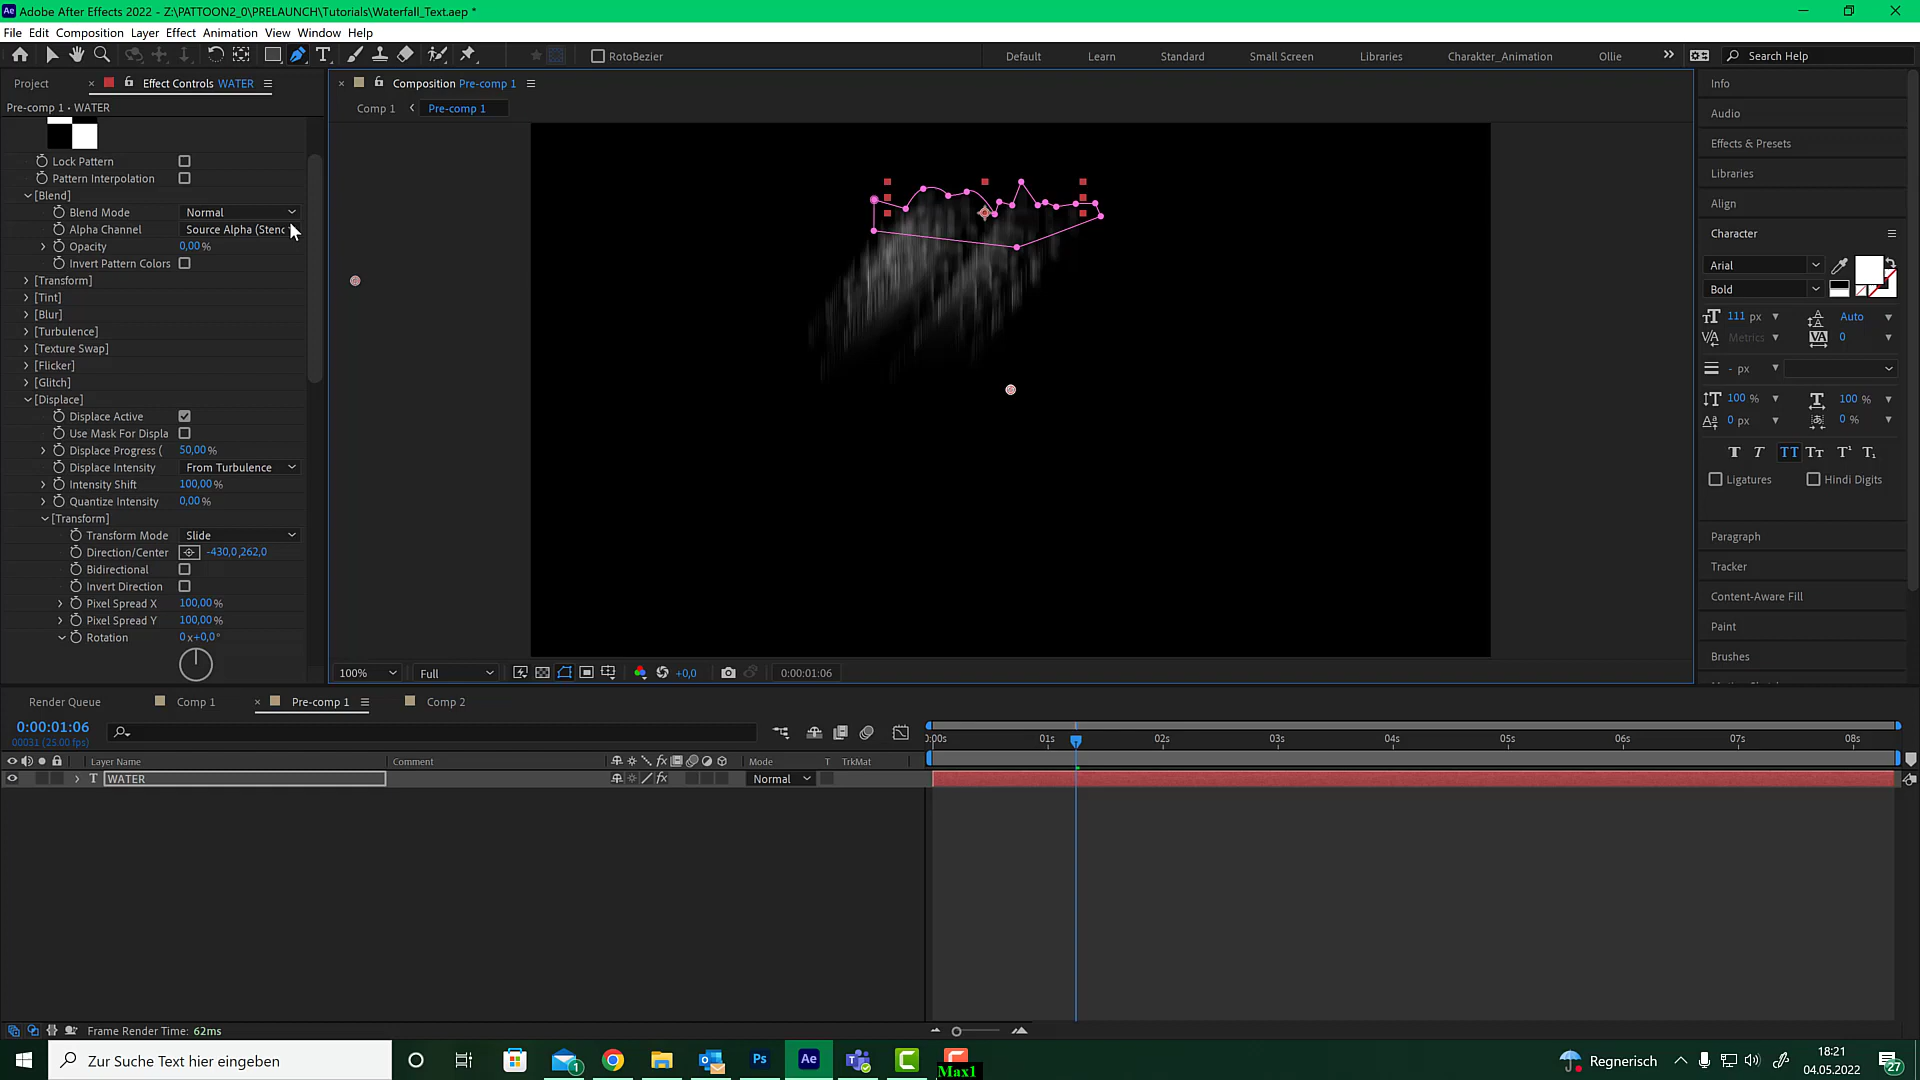 Adobe After Effects 2022 - Z:\PATTOON2_0\PRELAUNCH\Tutorials\Waterfall_Text.aep *
File Edit Composition Layer Effect Animation View Window Help
RotoBezier
Default Learn Standard Small Screen Libraries Charakter_Animation Ollie
Search Help
Project
Effect Controls WATER
Pre-comp 1 • WATER
Lock Pattern
Pattern Interpolation
[Blend]
Blend Mode Normal
Alpha Channel Source Alpha (Stenc
Opacity 0,00 %
Invert Pattern Colors
[Transform]
[Tint]
[Blur]
[Turbulence]
[Texture Swap]
[Flicker]
[Glitch]
[Displace]
Displace Active
Use Mask For Displa
Displace Progress ( 50,00 %
Displace Intensity From Turbulence
Intensity Shift 100,00 %
Quantize Intensity 0,00 %
[Transform]
Transform Mode Slide
Direction/Center -430,0,262,0
Bidirectional
Invert Direction
Pixel Spread X 100,00 %
Pixel Spread Y 100,00 %
Rotation 0 x+0,0°
Composition Pre-comp 1
Comp 1 Pre-comp 1
100% Full +0,0 0:00:01:06
Info
Audio
Effects & Presets
Libraries
Align
Character
Arial
Bold
111 px Auto
Metrics 0
- px
100 % 100 %
0 px 0 %
Ligatures Hindi Digits
Paragraph
Tracker
Content-Aware Fill
Paint
Brushes
Render Queue Comp 1 Pre-comp 1 Comp 2
0:00:01:06
00031 (25.00 fps)
Layer Name Comment Mode T TrkMat
WATER Normal
0:00s 01s 02s 03s 04s 05s 06s 07s 08s
Frame Render Time: 62ms
Zur Suche Text hier eingeben
1
Ps
Ae
Max1
Regnerisch
18:21
04.05.2022
27